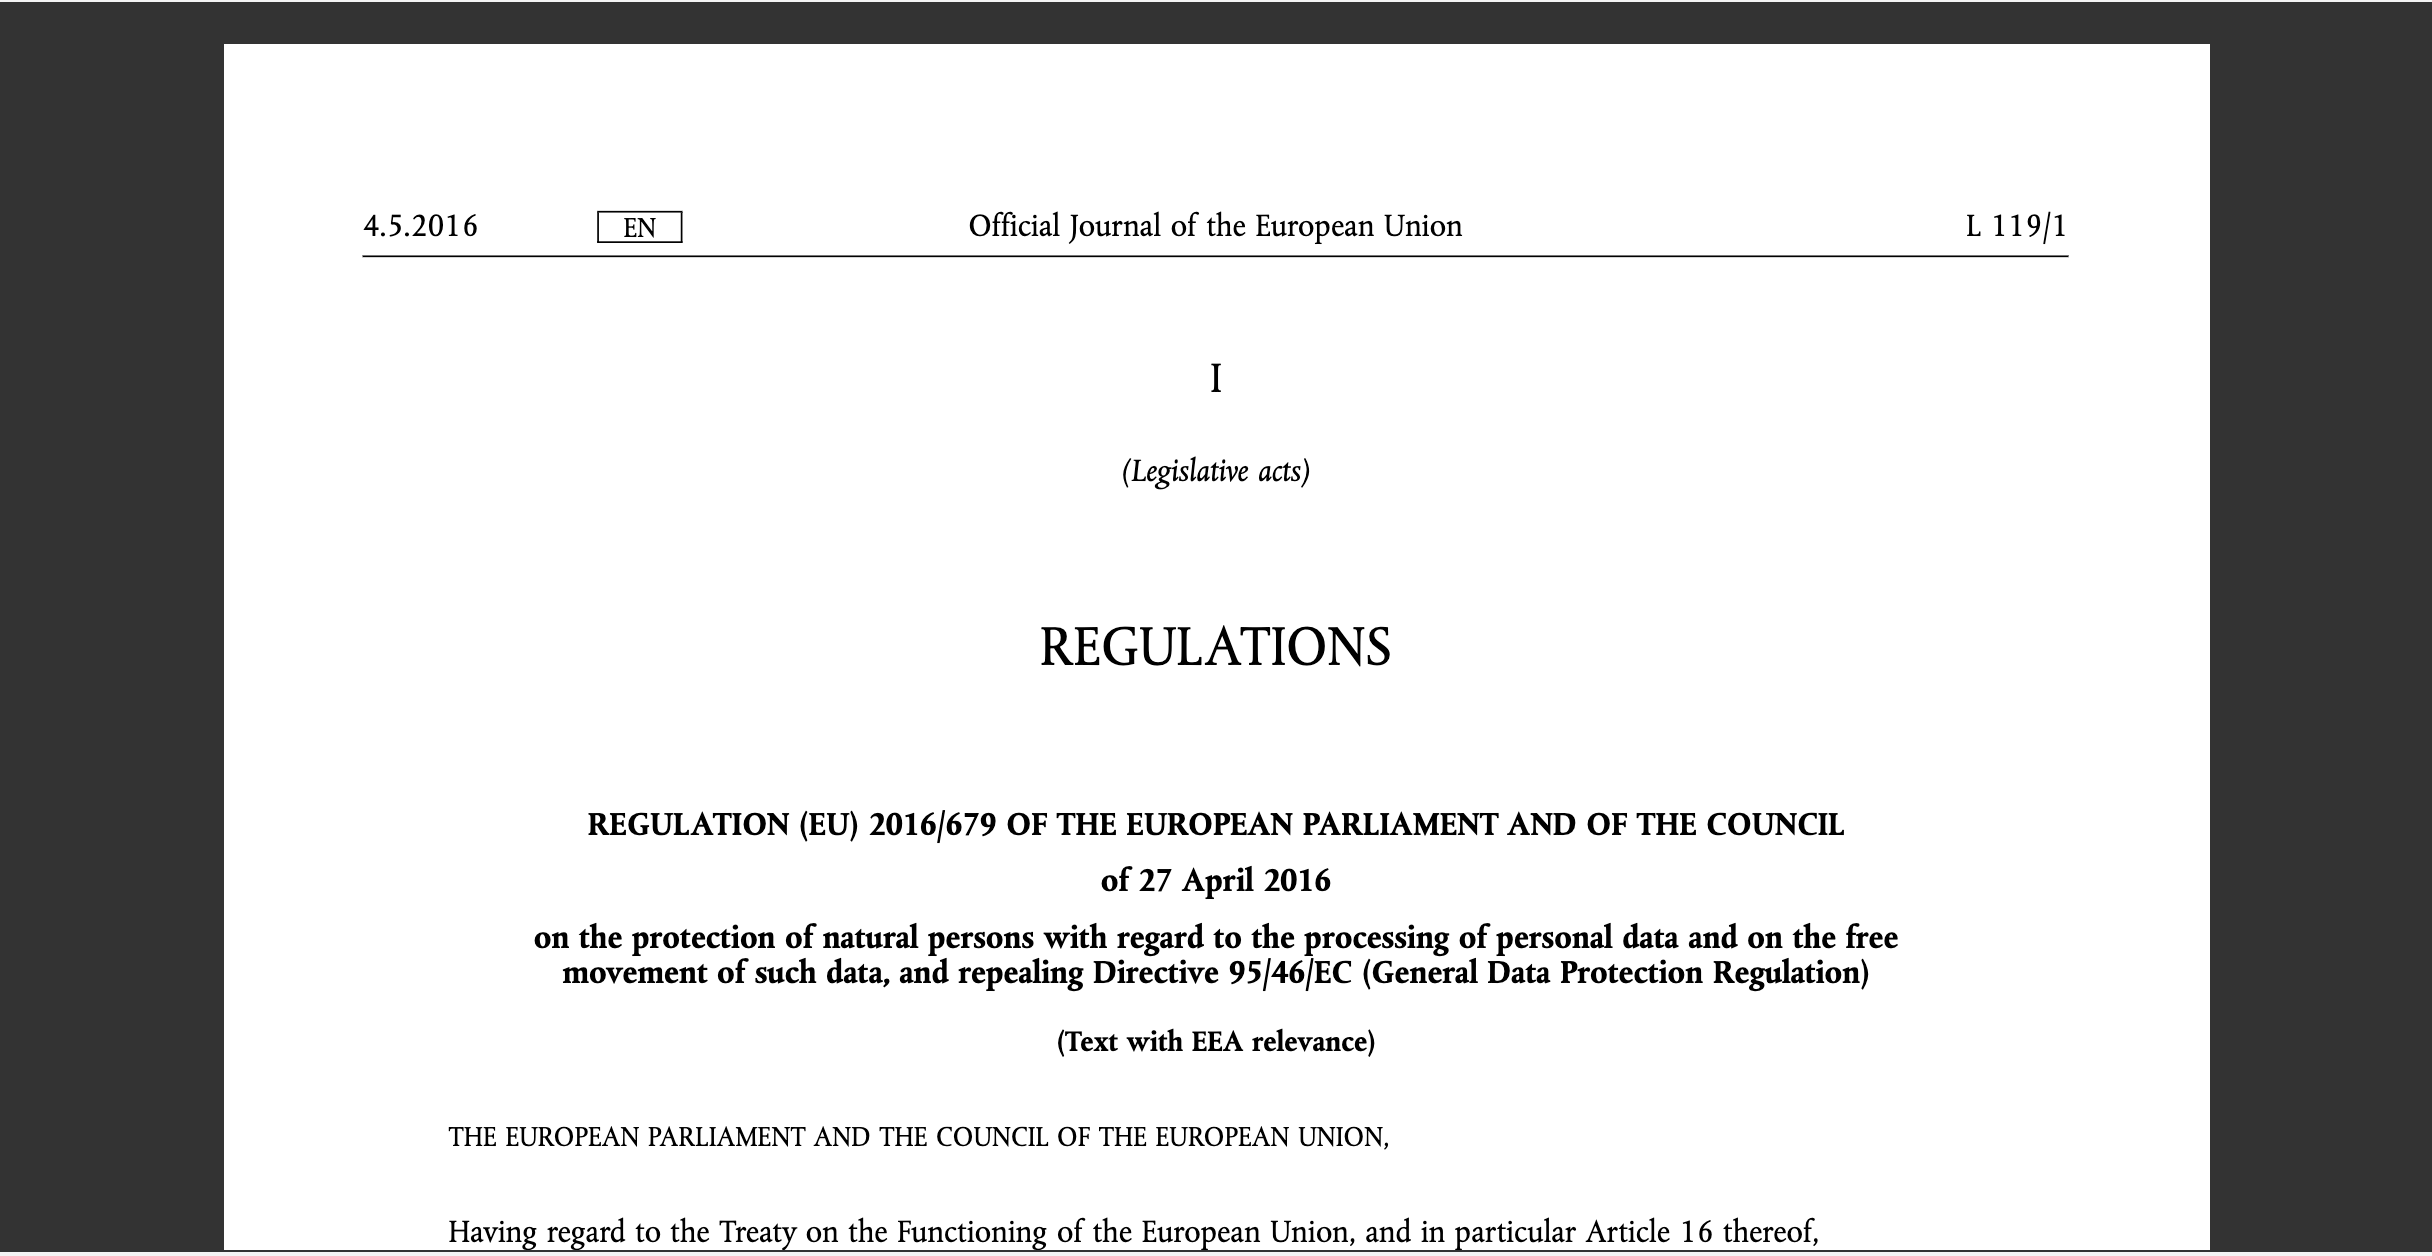 4.5.2016 EN Official Journal of the European Union L 119/1
I
(Legislative acts)
REGULATIONS
REGULATION (EU) 2016/679 OF THE EUROPEAN PARLIAMENT AND OF THE COUNCIL
of 27 April 2016
on the protection of natural persons with regard to the processing of personal data and on the free
movement of such data, and repealing Directive 95/46/EC (General Data Protection Regulation)
(Text with EEA relevance)
THE EUROPEAN PARLIAMENT AND THE COUNCIL OF THE EUROPEAN UNION,
Having regard to the Treaty on the Functioning of the European Union, and in particular Article 16 thereof,